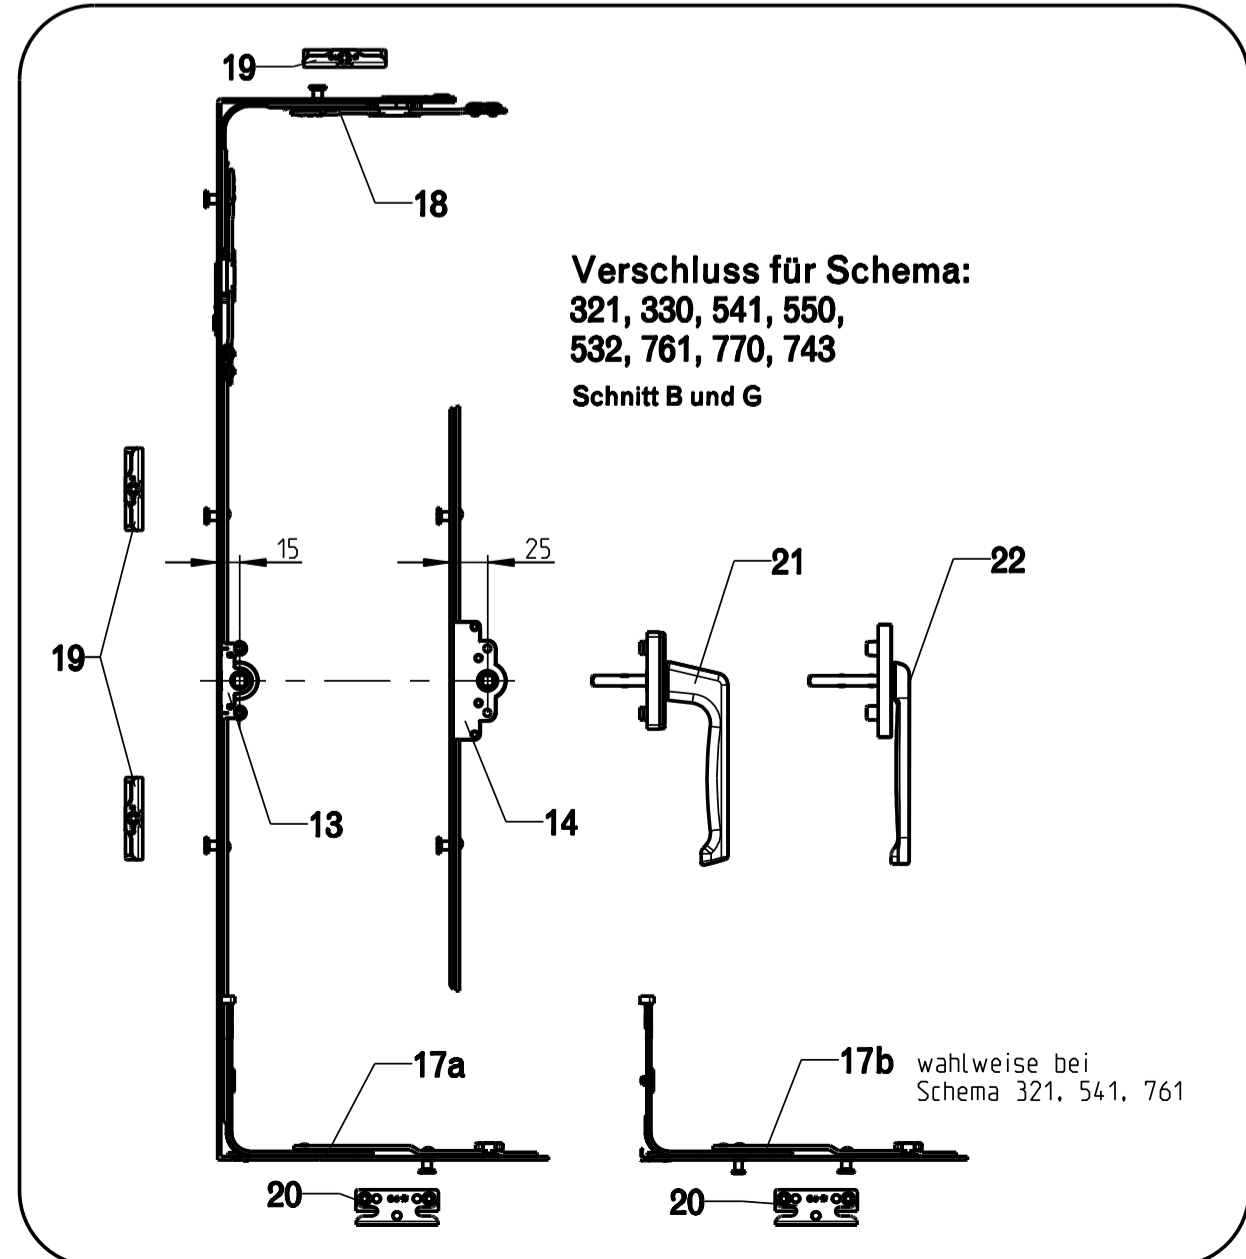 19
18
Verschluss für Schema:
321, 330, 541, 550,
532, 761, 770, 743
Schnitt B und G
15
25
21
22
19
13
14
17a
17b wahlweise bei
Schema 321, 541, 761
20
20